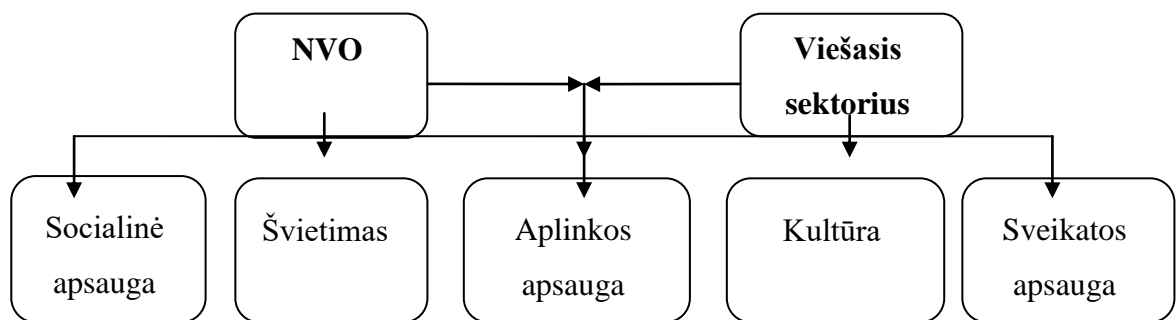 NVO
Viešasis
sektorius
Socialinė
apsauga
Švietimas
Aplinkos
apsauga
Kultūra
Sveikatos
apsauga